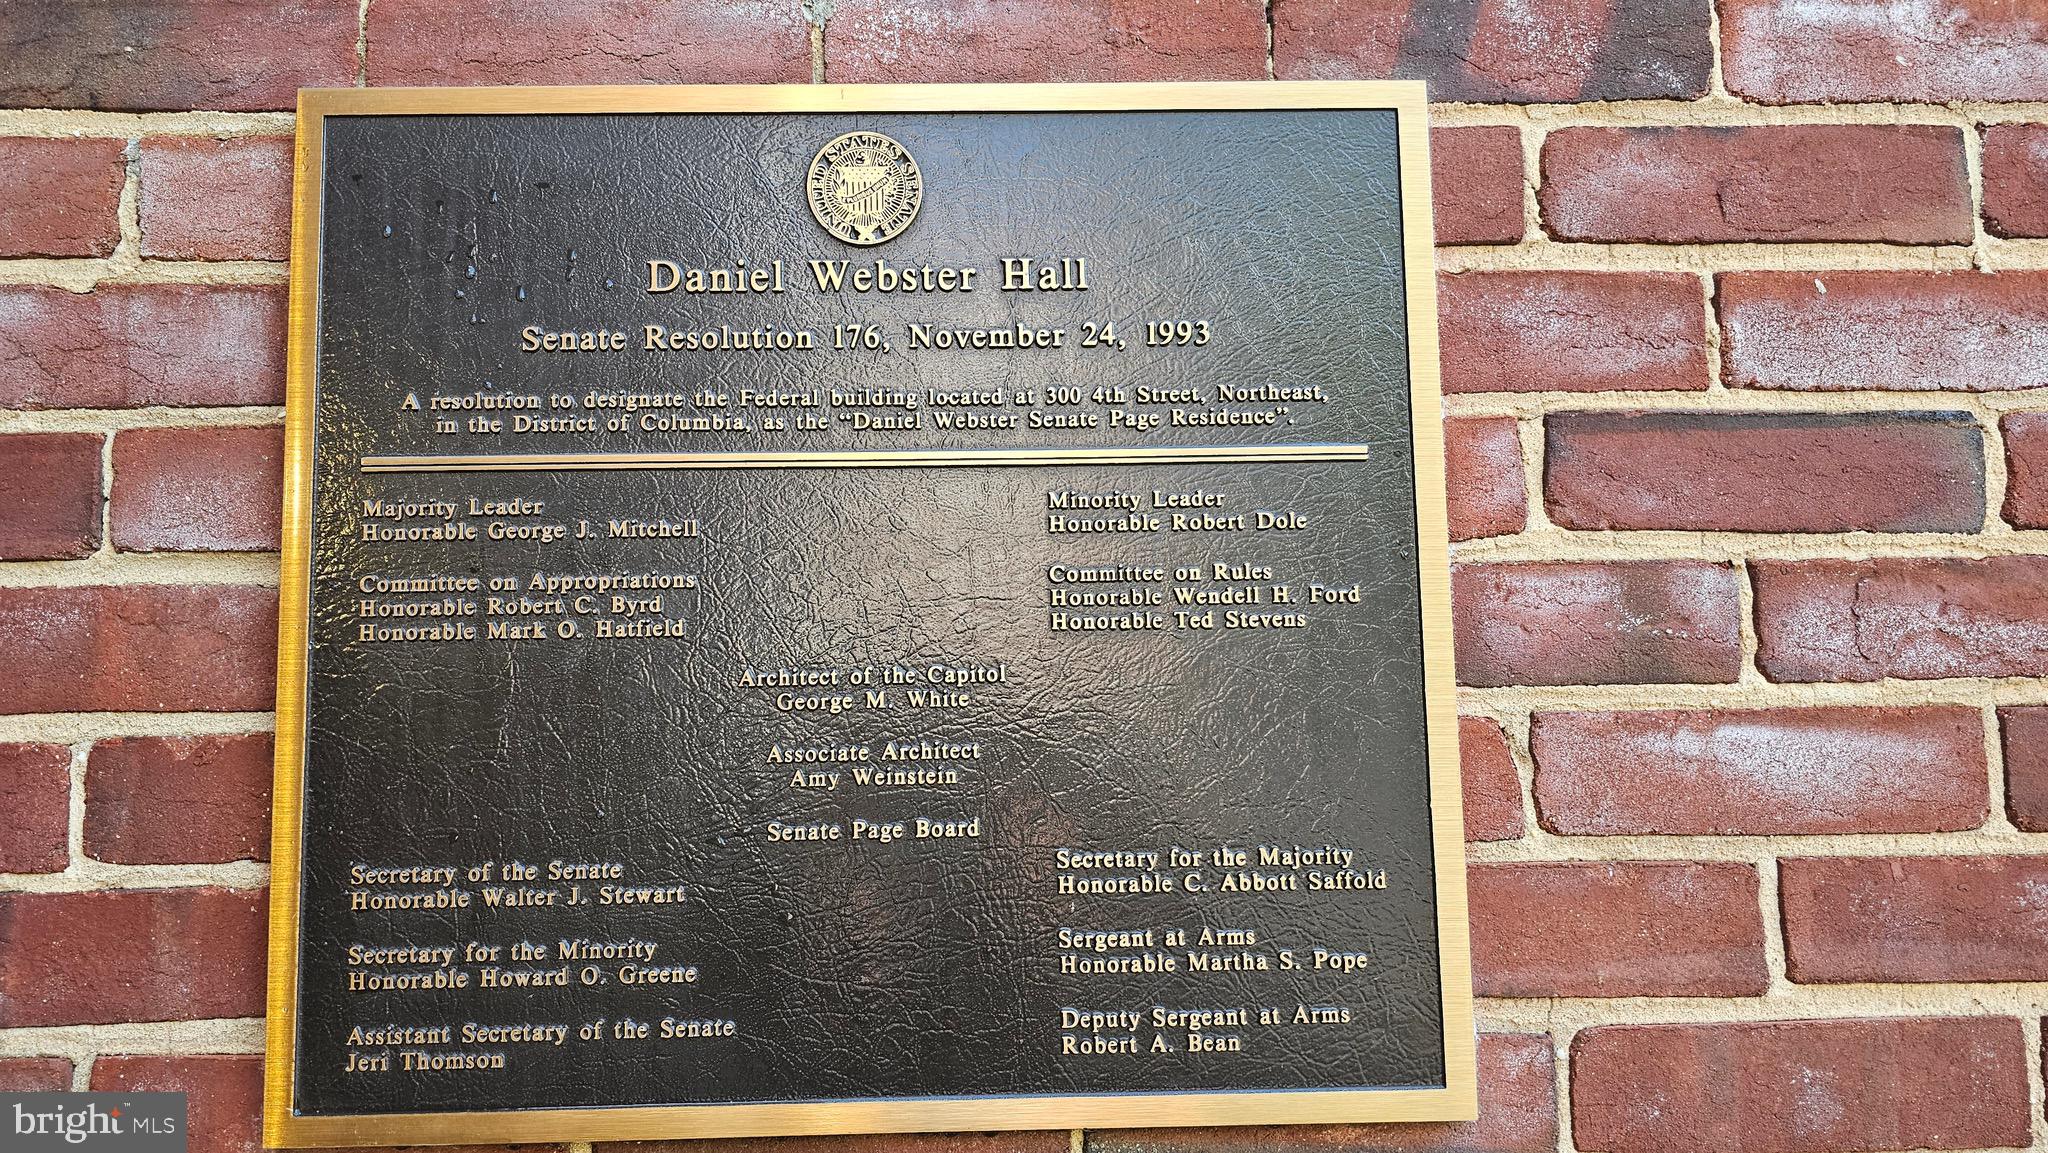 UNITED STATES SENATE
Daniel Webster Hall
Senate Resolution 176, November 24, 1993
A resolution to designate the Federal building located at 300 4th Street, Northeast,
in the District of Columbia, as the “Daniel Webster Senate Page Residence”.
Majority Leader
Honorable George J. Mitchell
Minority Leader
Honorable Robert Dole
Committee on Appropriations
Honorable Robert C. Byrd
Honorable Mark O. Hatfield
Committee on Rules
Honorable Wendell H. Ford
Honorable Ted Stevens
Architect of the Capitol
George M. White
Associate Architect
Amy Weinstein
Senate Page Board
Secretary of the Senate
Honorable Walter J. Stewart
Secretary for the Majority
Honorable C. Abbott Saffold
Secretary for the Minority
Honorable Howard O. Greene
Sergeant at Arms
Honorable Martha S. Pope
Assistant Secretary of the Senate
Jeri Thomson
Deputy Sergeant at Arms
Robert A. Bean
bright™ MLS